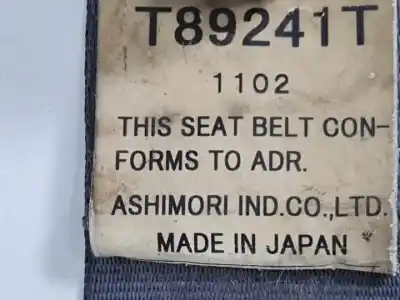 T89241T
1102
THIS SEAT BELT CON-
FORMS TO ADR.
ASHIMORI IND.CO.,LTD.
MADE IN JAPAN